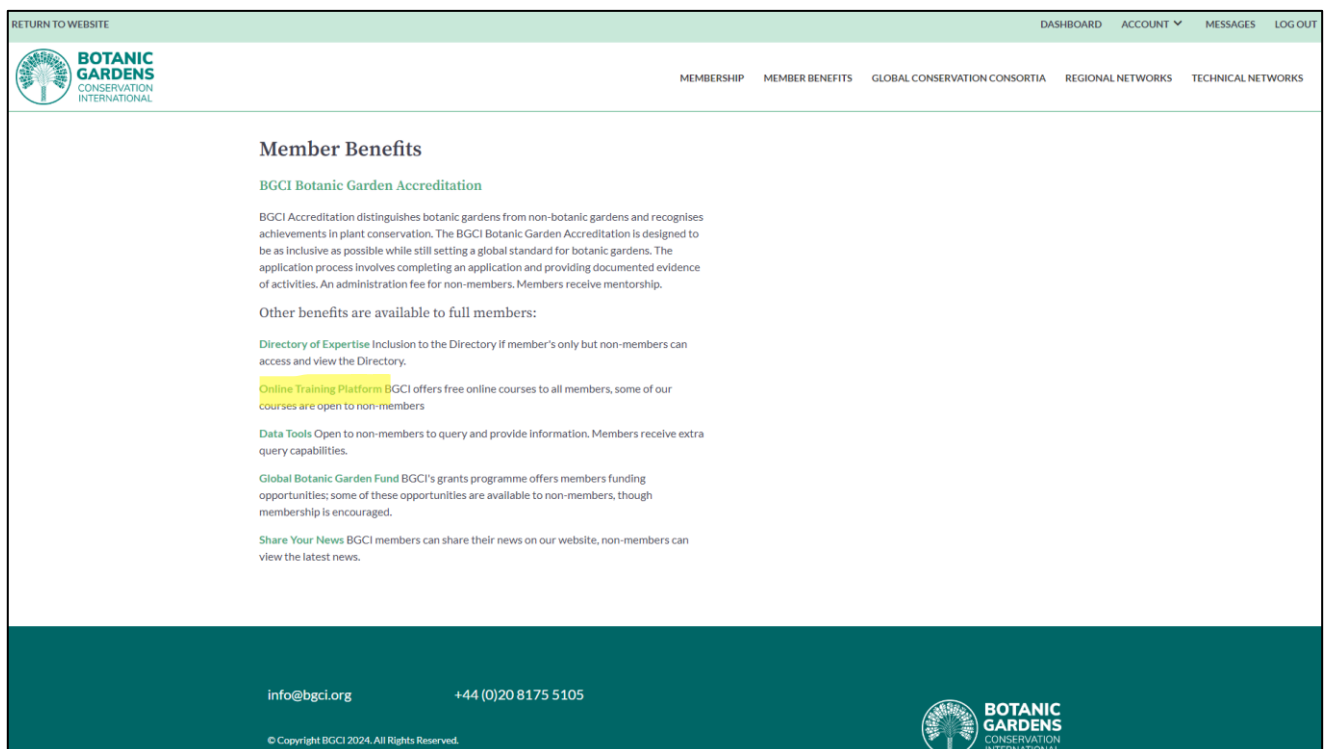 RETURN TO WEBSITE
DASHBOARD ACCOUNT MESSAGES LOG OUT
BOTANIC
GARDENS
CONSERVATION
INTERNATIONAL
MEMBERSHIP MEMBER BENEFITS GLOBAL CONSERVATION CONSORTIA REGIONAL NETWORKS TECHNICAL NETWORKS
Member Benefits
BGCI Botanic Garden Accreditation
BGCI Accreditation distinguishes botanic gardens from non-botanic gardens and recognises
achievements in plant conservation. The BGCI Botanic Garden Accreditation is designed to
be as inclusive as possible while still setting a global standard for botanic gardens. The
application process involves completing an application and providing documented evidence
of activities. An administration fee for non-members. Members receive mentorship.
Other benefits are available to full members:
Directory of Expertise Inclusion to the Directory if member's only but non-members can
access and view the Directory.
Online Training Platform BGCI offers free online courses to all members, some of our
courses are open to non-members
Data Tools Open to non-members to query and provide information. Members receive extra
query capabilities.
Global Botanic Garden Fund BGCI's grants programme offers members funding
opportunities; some of these opportunities are available to non-members, though
membership is encouraged.
Share Your News BGCI members can share their news on our website, non-members can
view the latest news.
info@bgci.org +44 (0)20 8175 5105
© Copyright BGCI 2024. All Rights Reserved.
BOTANIC
GARDENS
CONSERVATION
INTERNATIONAL